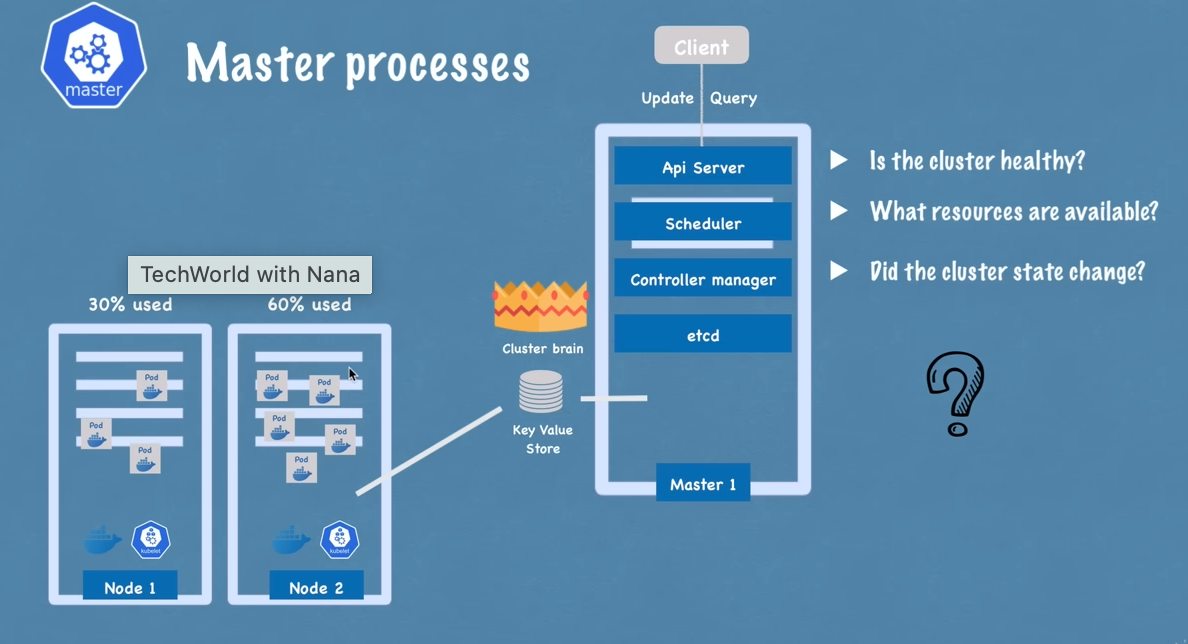 master
Master processes
Client
Update
Query
Api Server
Scheduler
Controller manager
etcd
Master 1
Is the cluster healthy?
What resources are available?
Did the cluster state change?
?
TechWorld with Nana
30% used
60% used
Cluster brain
Key Value
Store
Pod
Pod
Pod
kubelet
Node 1
Pod
Pod
Pod
Pod
Pod
kubelet
Node 2